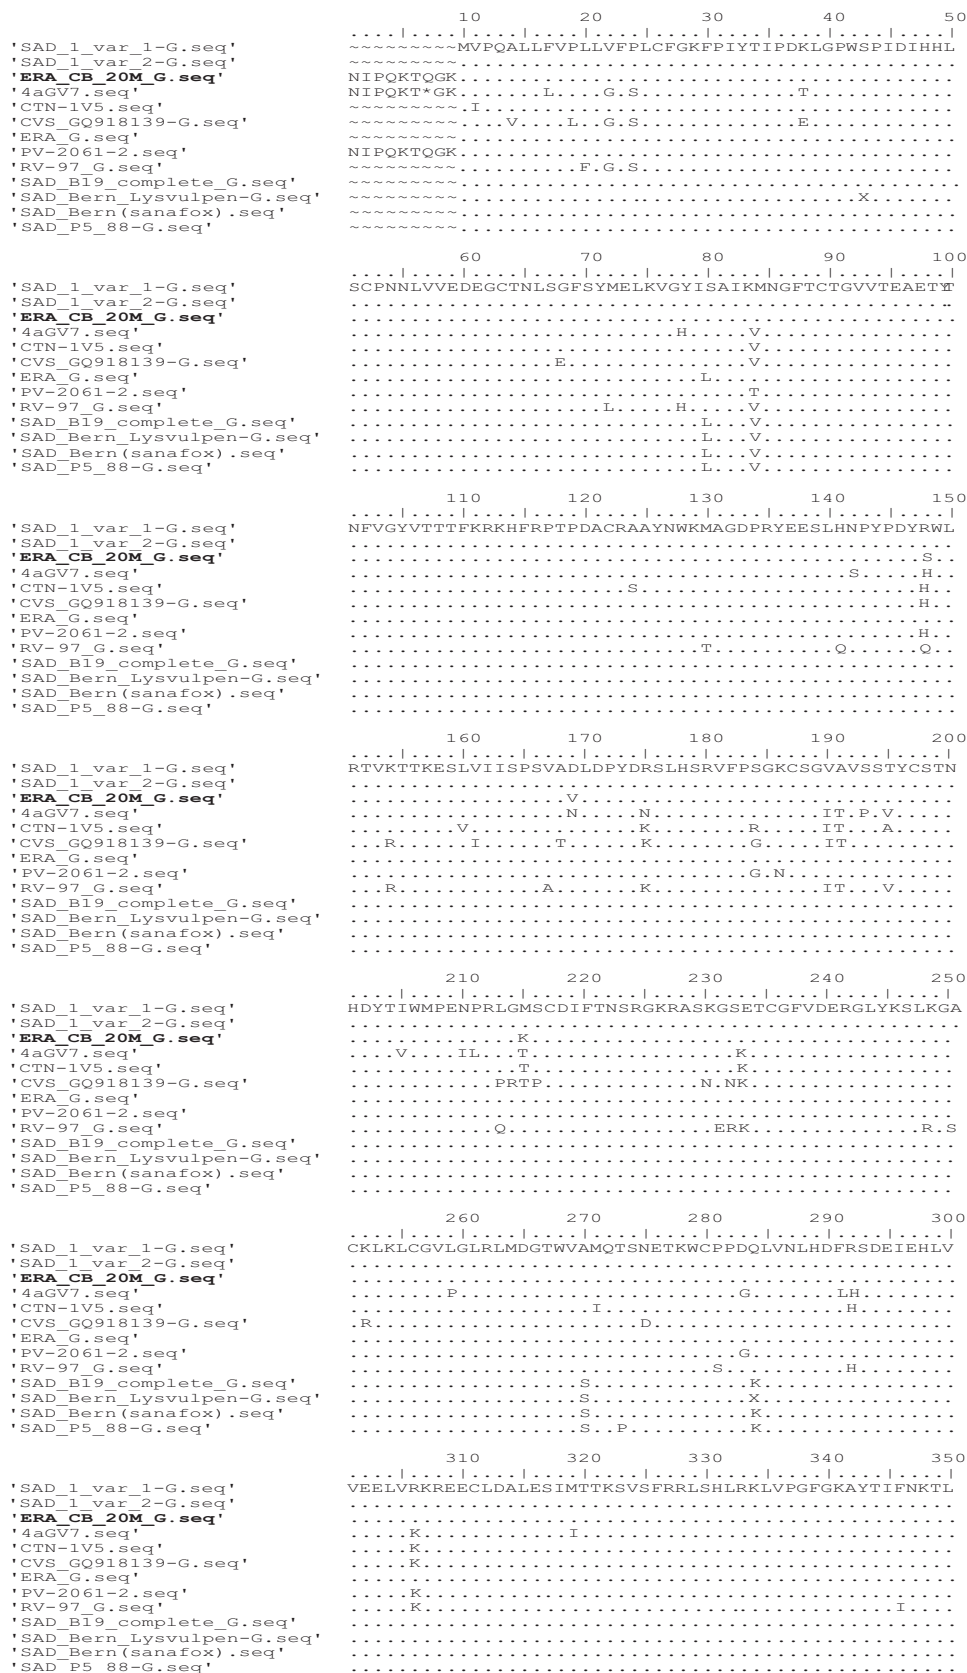 10 20 30 40 50
....|....|....|....|....|....|....|....|....|....|
'SAD_1_var_1-G.seq' ~~~~~~~~~MVPQALLFVPLLVFPLCFGKFPIYTIPDKLGPWSPIDIHHL
'SAD_1_var_2-G.seq' ~~~~~~~~~.........................................
'ERA_CB_20M_G.seq' NIPQKTQGK.........................................
'4aGV7.seq' NIPQKT*GK.......L....G.S.............T............
'CTN-1V5.seq' ~~~~~~~~~.I.......................................
'CVS_GQ918139-G.seq' ~~~~~~~~~....V....L..G.S.............E............
'ERA_G.seq' ~~~~~~~~~.........................................
'PV-2061-2.seq' NIPQKTQGK.........................................
'RV-97_G.seq' ~~~~~~~~~..........F.G.S..........................
'SAD_B19_complete_G.seq' ~~~~~~~~~.........................................
'SAD_Bern_Lysvulpen-G.seq' ~~~~~~~~~.................................X.......
'SAD_Bern(sanafox).seq' ~~~~~~~~~.........................................
'SAD_P5_88-G.seq' ~~~~~~~~~.........................................
60 70 80 90 100
....|....|....|....|....|....|....|....|....|....|
'SAD_1_var_1-G.seq' SCPNNLVVEDEGCTNLSGFSYMELKVGYISAIKMNGFTCTGVVTEAETYT
'SAD_1_var_2-G.seq' ..................................................
'ERA_CB_20M_G.seq' ..................................................
'4aGV7.seq' ...........................H.....V................
'CTN-1V5.seq' .................................V................
'CVS_GQ918139-G.seq' .................E...............V................
'ERA_G.seq' .............................L....................
'PV-2061-2.seq' .................................T................
'RV-97_G.seq' .....................L.....H.....V................
'SAD_B19_complete_G.seq' .............................L...V................
'SAD_Bern_Lysvulpen-G.seq' .............................L...V................
'SAD_Bern(sanafox).seq' .............................L...V................
'SAD_P5_88-G.seq' .............................L...V................
110 120 130 140 150
....|....|....|....|....|....|....|....|....|....|
'SAD_1_var_1-G.seq' NFVGYVTTTFKRKHFRPTPDACRAAYNWKMAGDPRYEESLHNPYPDYRWL
'SAD_1_var_2-G.seq' ..................................................
'ERA_CB_20M_G.seq' ...............................................S..
'4aGV7.seq' .........................................S.....H..
'CTN-1V5.seq' .......................S.......................H..
'CVS_GQ918139-G.seq' ...............................................H..
'ERA_G.seq' ..................................................
'PV-2061-2.seq' ...............................................H..
'RV-97_G.seq' .............................T..........Q......Q..
'SAD_B19_complete_G.seq' ..................................................
'SAD_Bern_Lysvulpen-G.seq' ..................................................
'SAD_Bern(sanafox).seq' ..................................................
'SAD_P5_88-G.seq' ..................................................
160 170 180 190 200
....|....|....|....|....|....|....|....|....|....|
'SAD_1_var_1-G.seq' RTVKTTKESLVIISPSVADLDPYDRSLHSRVFPSGKCSGVAVSSTYCSTN
'SAD_1_var_2-G.seq' ..................................................
'ERA_CB_20M_G.seq' ..................V...............................
'4aGV7.seq' ..................N.....N..............IT.P.V.....
'CTN-1V5.seq' .........V..............K........R.....IT...A.....
'CVS_GQ918139-G.seq' ...R......I......T......K........G.....IT.........
'ERA_G.seq' ..................................................
'PV-2061-2.seq' .................................G.N..............
'RV-97_G.seq' ...R............A.......K..............IT...V.....
'SAD_B19_complete_G.seq' ..................................................
'SAD_Bern_Lysvulpen-G.seq' ..................................................
'SAD_Bern(sanafox).seq' ..................................................
'SAD_P5_88-G.seq' ..................................................
210 220 230 240 250
....|....|....|....|....|....|....|....|....|....|
'SAD_1_var_1-G.seq' HDYTIWMPENPRLGMSCDIFTNSRGKRASKGSETCGFVDERGLYKSLKGA
'SAD_1_var_2-G.seq' ..................................................
'ERA_CB_20M_G.seq' ..............K...................................
'4aGV7.seq' ....V....IL...T.................K.................
'CTN-1V5.seq' ..............T.................K.................
'CVS_GQ918139-G.seq' ............PRTP.............N.NK.................
'ERA_G.seq' ..................................................
'PV-2061-2.seq' ..................................................
'RV-97_G.seq' ............Q.................ERK..............R.S
'SAD_B19_complete_G.seq' ..................................................
'SAD_Bern_Lysvulpen-G.seq' ..................................................
'SAD_Bern(sanafox).seq' ..................................................
'SAD_P5_88-G.seq' ..................................................
260 270 280 290 300
....|....|....|....|....|....|....|....|....|....|
'SAD_1_var_1-G.seq' CKLKLCGVLGLRLMDGTWVAMQTSNETKWCPPDQLVNLHDFRSDEIEHLV
'SAD_1_var_2-G.seq' ..................................................
'ERA_CB_20M_G.seq' ..................................................
'4aGV7.seq' ........P.......................G.......LH........
'CTN-1V5.seq' ....................I....................H........
'CVS_GQ918139-G.seq' .R......................D.........................
'ERA_G.seq' ..................................................
'PV-2061-2.seq' ................................G.................
'RV-97_G.seq' ..............................S..........H........
'SAD_B19_complete_G.seq' ...................S.............K................
'SAD_Bern_Lysvulpen-G.seq' ...................S.............X................
'SAD_Bern(sanafox).seq' ...................S.............K................
'SAD_P5_88-G.seq' ...................S..P..........K................
310 320 330 340 350
....|....|....|....|....|....|....|....|....|....|
'SAD_1_var_1-G.seq' VEELVRKREECLDALESIMTTKSVSFRRLSHLRKLVPGFGKAYTIFNKTL
'SAD_1_var_2-G.seq' ..................................................
'ERA_CB_20M_G.seq' ..................................................
'4aGV7.seq' .....K............I...............................
'CTN-1V5.seq' .....K............................................
'CVS_GQ918139-G.seq' .....K............................................
'ERA_G.seq' ..................................................
'PV-2061-2.seq' .....K............................................
'RV-97_G.seq' .....K.......................................I....
'SAD_B19_complete_G.seq' ..................................................
'SAD_Bern_Lysvulpen-G.seq' ..................................................
'SAD_Bern(sanafox).seq' ..................................................
'SAD_P5_88-G.seq' ..................................................